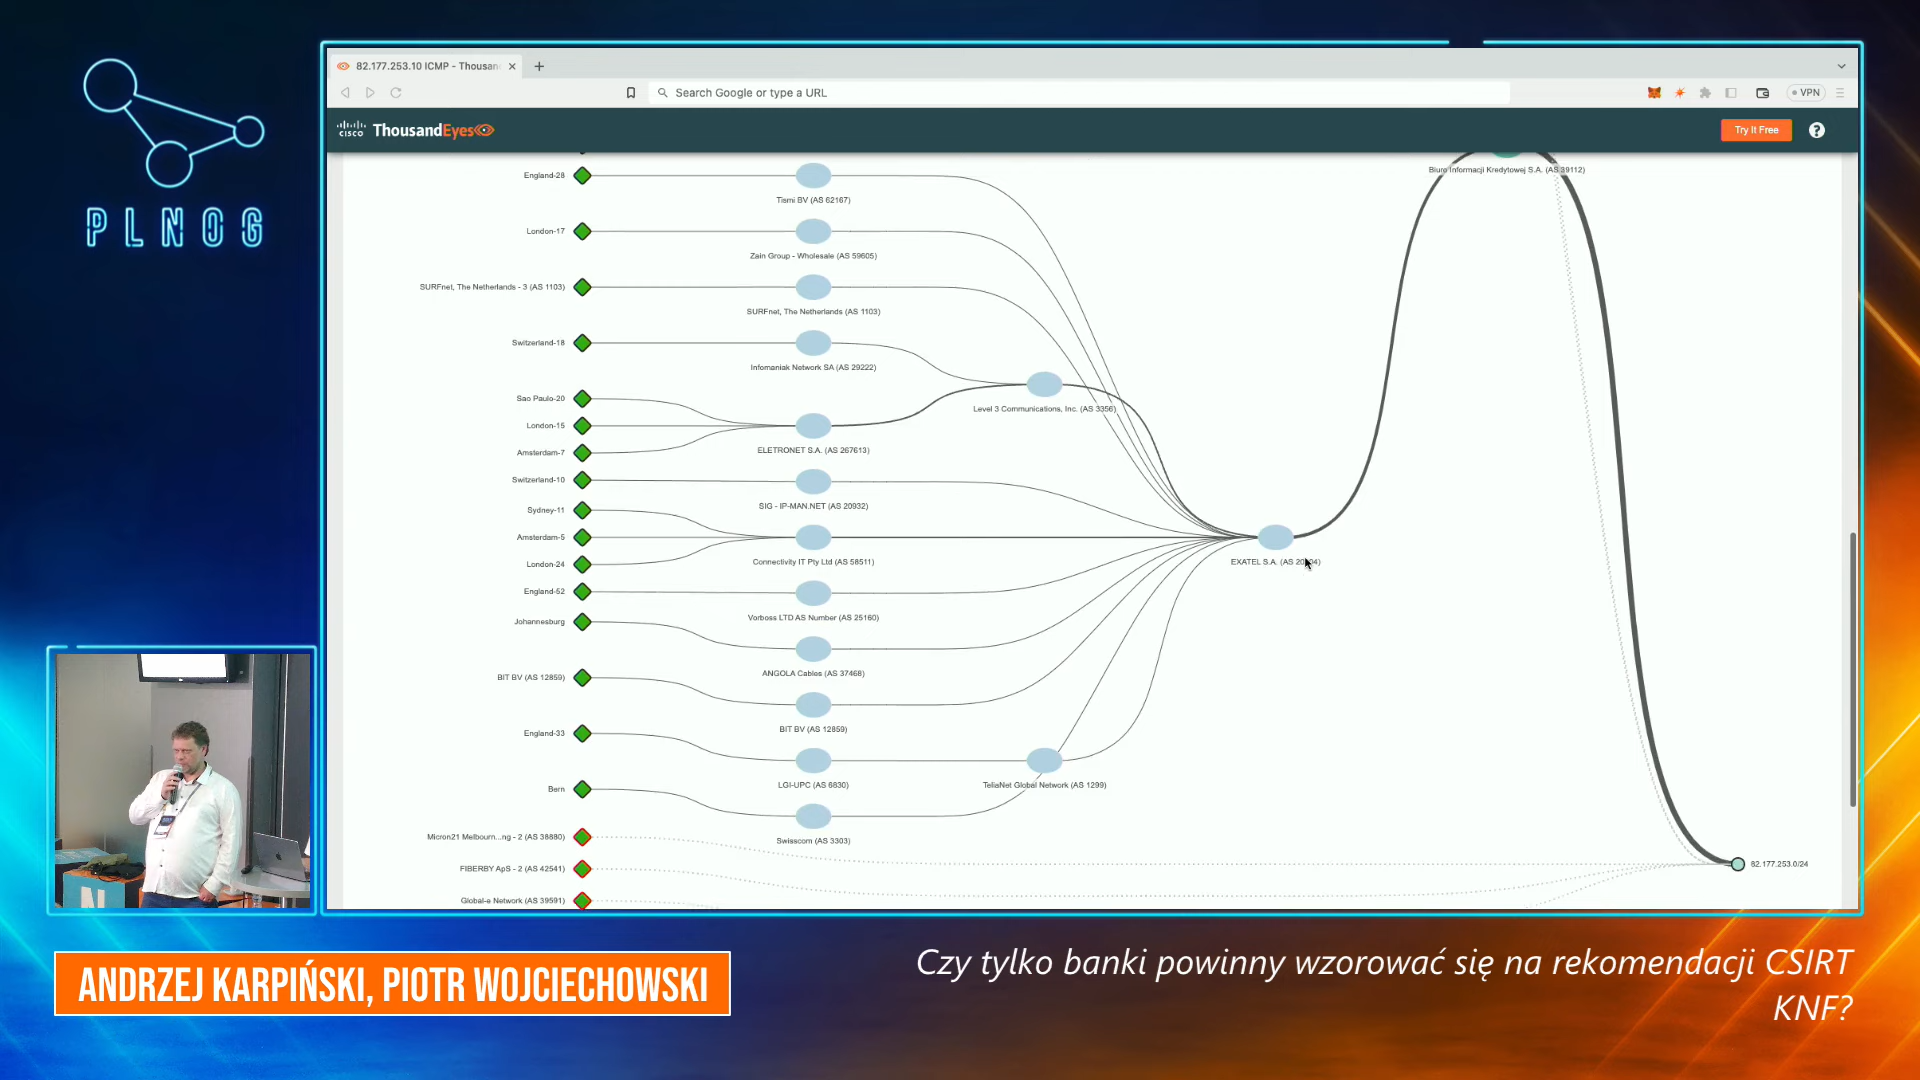 PLNOG
82.177.253.10 ICMP - Thousan
Search Google or type a URL
VPN
CISCO ThousandEyes
Try It Free
?
England-28
Tismi BV (AS 62167)
Biuro Informacji Kredytowej S.A. (AS 39112)
London-17
Zain Group - Wholesale (AS 59605)
SURFnet, The Netherlands - 3 (AS 1103)
SURFnet, The Netherlands (AS 1103)
Switzerland-18
Infomaniak Network SA (AS 29222)
Sao Paulo-20
Level 3 Communications, Inc. (AS 3356)
London-15
ELETRONET S.A. (AS 267613)
Amsterdam-7
Switzerland-10
SIG - IP-MAN.NET (AS 20932)
Sydney-11
Amsterdam-5
Connectivity IT Pty Ltd (AS 58511)
EXATEL S.A. (AS
London-24
England-52
Vorboss LTD AS Number (AS 25160)
Johannesburg
ANGOLA Cables (AS 37468)
BIT BV (AS 12859)
BIT BV (AS 12859)
England-33
LGI-UPC (AS 6830)
TeliaNet Global Network (AS 1299)
Bern
Swisscom (AS 3303)
Micron21 Melbourn...ng - 2 (AS 38880)
FIBERBY ApS - 2 (AS 42541)
82.177.253.0/24
Global-e Network (AS 39591)
N
ANDRZEJ KARPIŃSKI, PIOTR WOJCIECHOWSKI
Czy tylko banki powinny wzorować się na rekomendacji CSIRT
KNF?